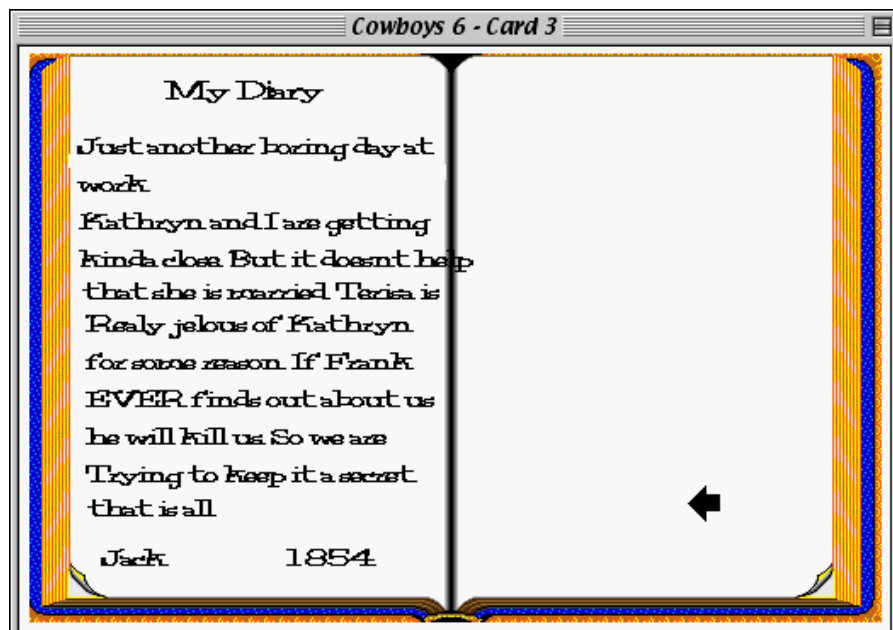 Cowboys 6 - Card 3
My Diary
Just another boring day at
work
Kathryn and I are getting
kinda close. But it doesnt help
that she is married Terisa is
Realy jelous of Kathryn
for some reason. If Frank
EVER finds out about us
he will kill us. So we are
Trying to keep it a secret
that is all
Jack 1854